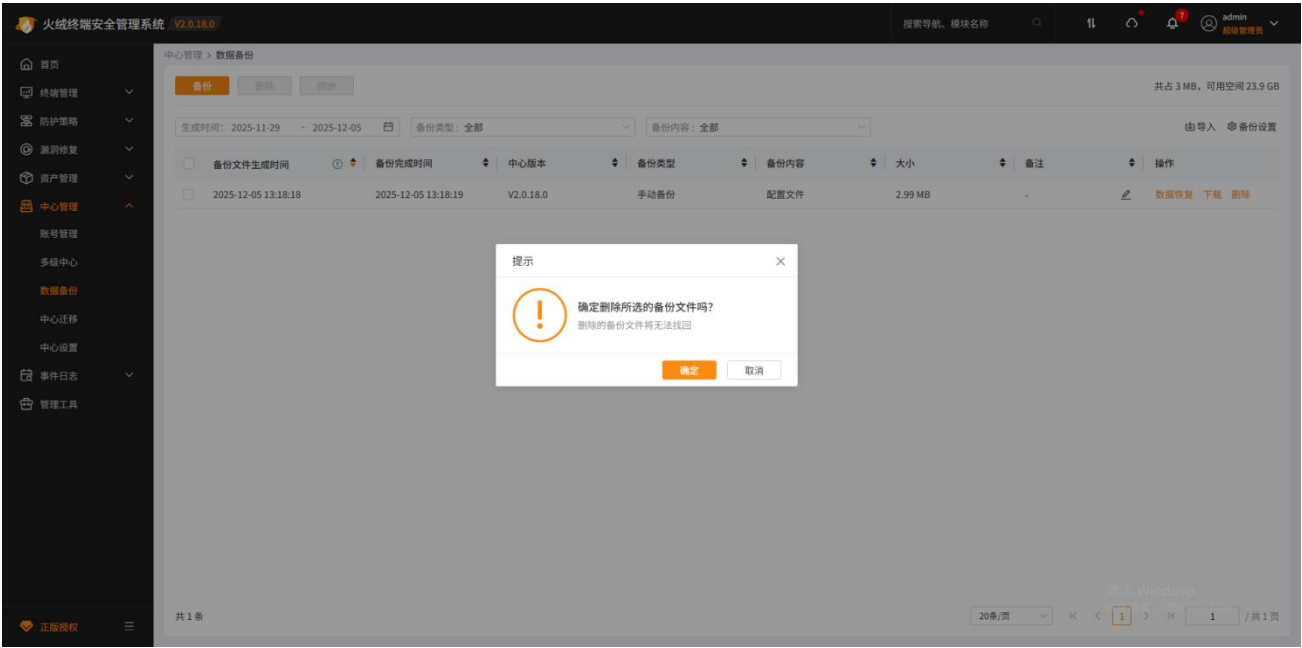 火绒终端安全管理系统 V2.0.18.0 搜索导航、模块名称 7 admin 超级管理员
首页
终端管理
防护策略
漏洞修复
资产管理
中心管理
账号管理
多级中心
数据备份
中心迁移
中心设置
事件日志
管理工具
正版授权
中心管理 > 数据备份
备份 删除 同步 共占 3 MB，可用空间 23.9 GB
生成时间： 2025-11-29 - 2025-12-05 备份类型：全部 备份内容：全部 导入 备份设置
备份文件生成时间 备份完成时间 中心版本 备份类型 备份内容 大小 备注 操作
2025-12-05 13:18:18 2025-12-05 13:18:19 V2.0.18.0 手动备份 配置文件 2.99 MB - 数据恢复 下载 删除
提示
确定删除所选的备份文件吗？
删除的备份文件将无法找回
确定 取消
激活 Windows
共 1 条 20条/页 1 1 / 共 1 页